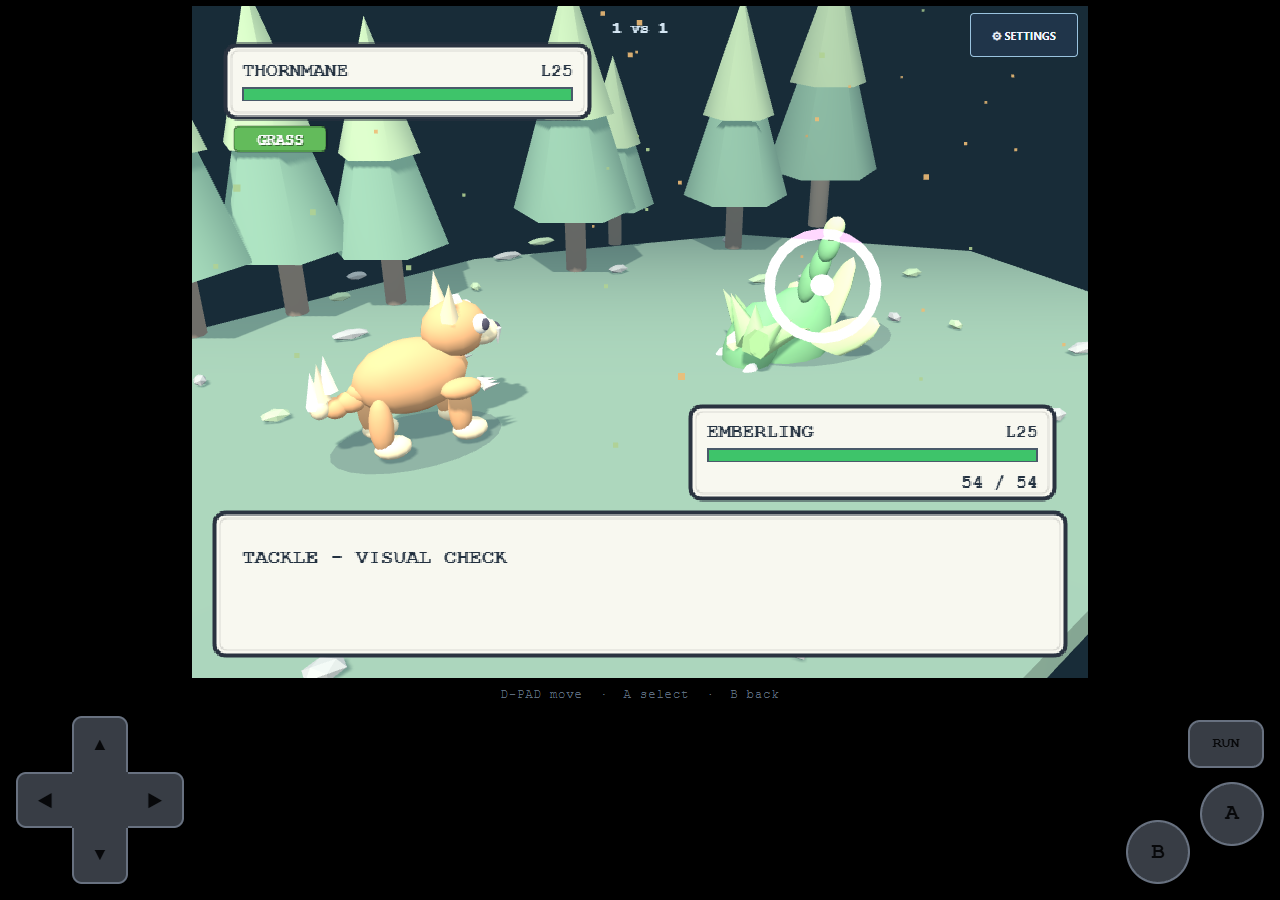 1 vs 1
⚙ SETTINGS
THORNMANE L25
GRASS
EMBERLING L25
54 / 54
TACKLE - VISUAL CHECK
D-PAD move · A select · B back
▲
◀ ▶
▼
RUN
A
B